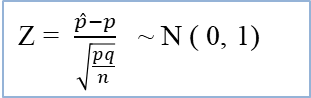 Z = (p̂−p)/√(pq/n) ~ N ( 0, 1)